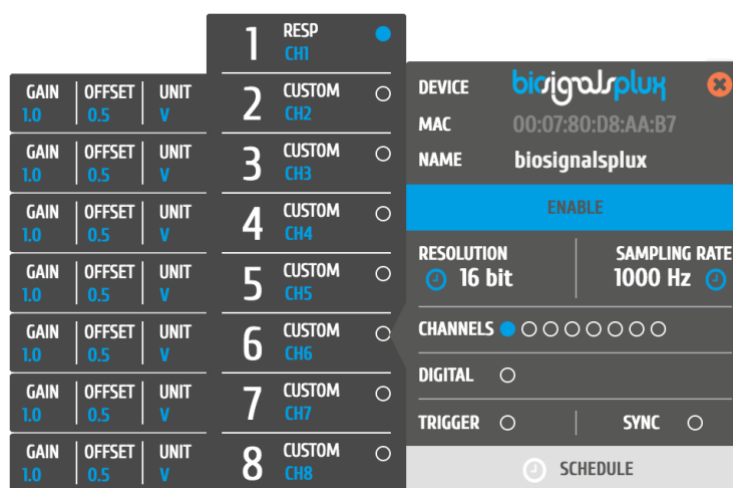 1 RESP
CH1
GAIN OFFSET UNIT 2 CUSTOM
1.0 0.5 V CH2
GAIN OFFSET UNIT 3 CUSTOM
1.0 0.5 V CH3
GAIN OFFSET UNIT 4 CUSTOM
1.0 0.5 V CH4
GAIN OFFSET UNIT 5 CUSTOM
1.0 0.5 V CH5
GAIN OFFSET UNIT 6 CUSTOM
1.0 0.5 V CH6
GAIN OFFSET UNIT 7 CUSTOM
1.0 0.5 V CH7
GAIN OFFSET UNIT 8 CUSTOM
1.0 0.5 V CH8
DEVICE biosignalsplux
MAC 00:07:80:D8:AA:B7
NAME biosignalsplux
ENABLE
RESOLUTION SAMPLING RATE
16 bit 1000 Hz
CHANNELS
DIGITAL
TRIGGER SYNC
SCHEDULE